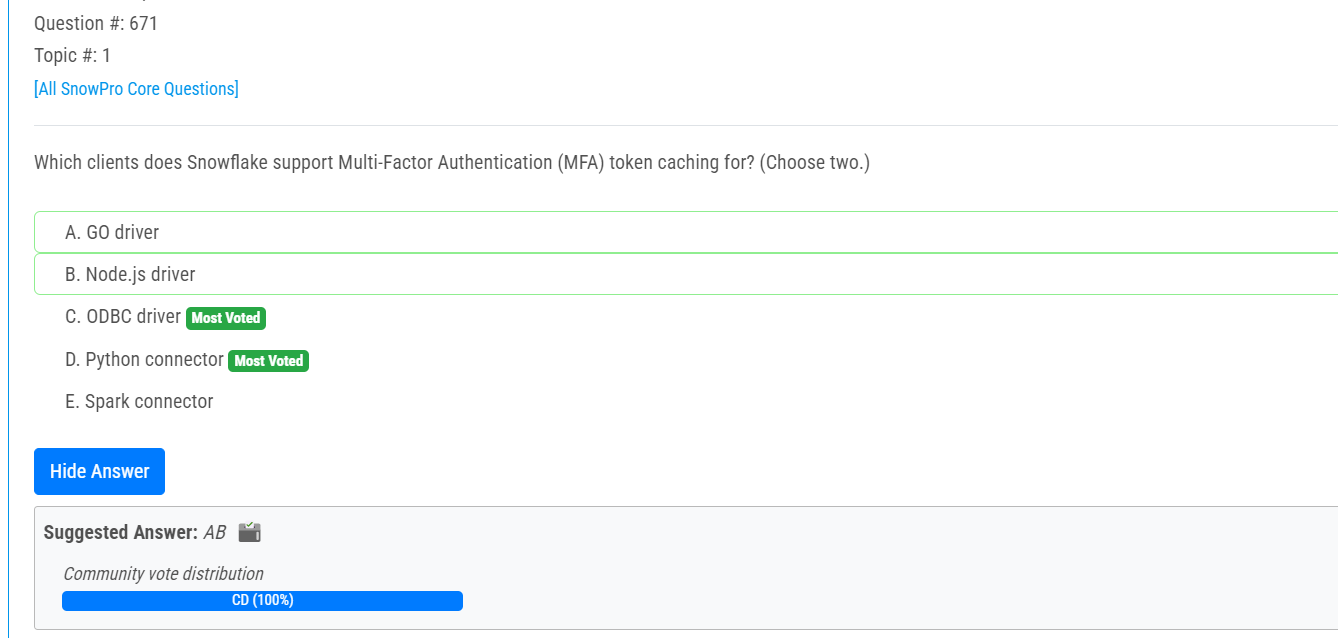 Question #: 671
Topic #: 1
[All SnowPro Core Questions]
Which clients does Snowflake support Multi-Factor Authentication (MFA) token caching for? (Choose two.)
A. GO driver
B. Node.js driver
C. ODBC driver Most Voted
D. Python connector Most Voted
E. Spark connector
Hide Answer
Suggested Answer: AB
Community vote distribution
CD (100%)